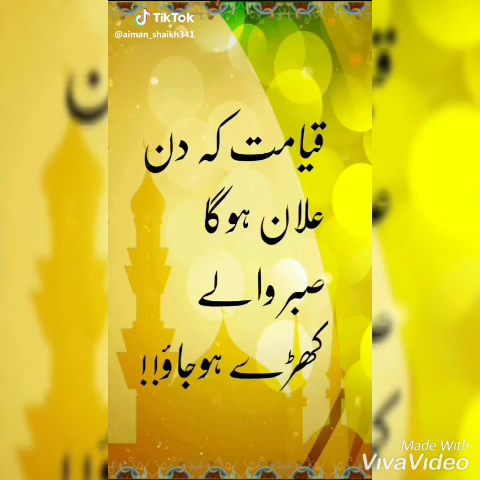 TikTok
@aiman_shaikh341
قیامت کہ دن
علان ہوگا
صبر والے
کھڑے ہوجاؤ!!
Made With
VivaVideo